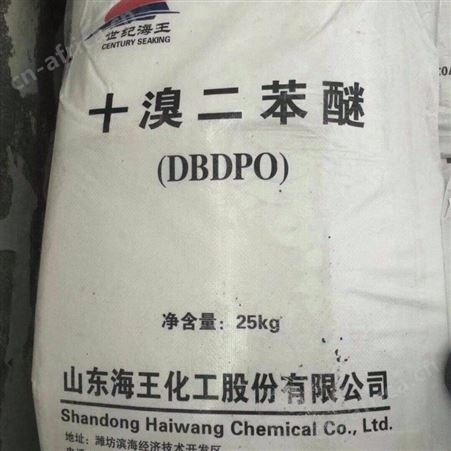 世纪海王
CENTURY SEAKING
十溴二苯醚
(DBDPO)
净含量: 25kg
山东海王化工股份有限公司
Shandong Haiwang Chemical Co., Ltd.
地址: 潍坊滨海经济技术开发区